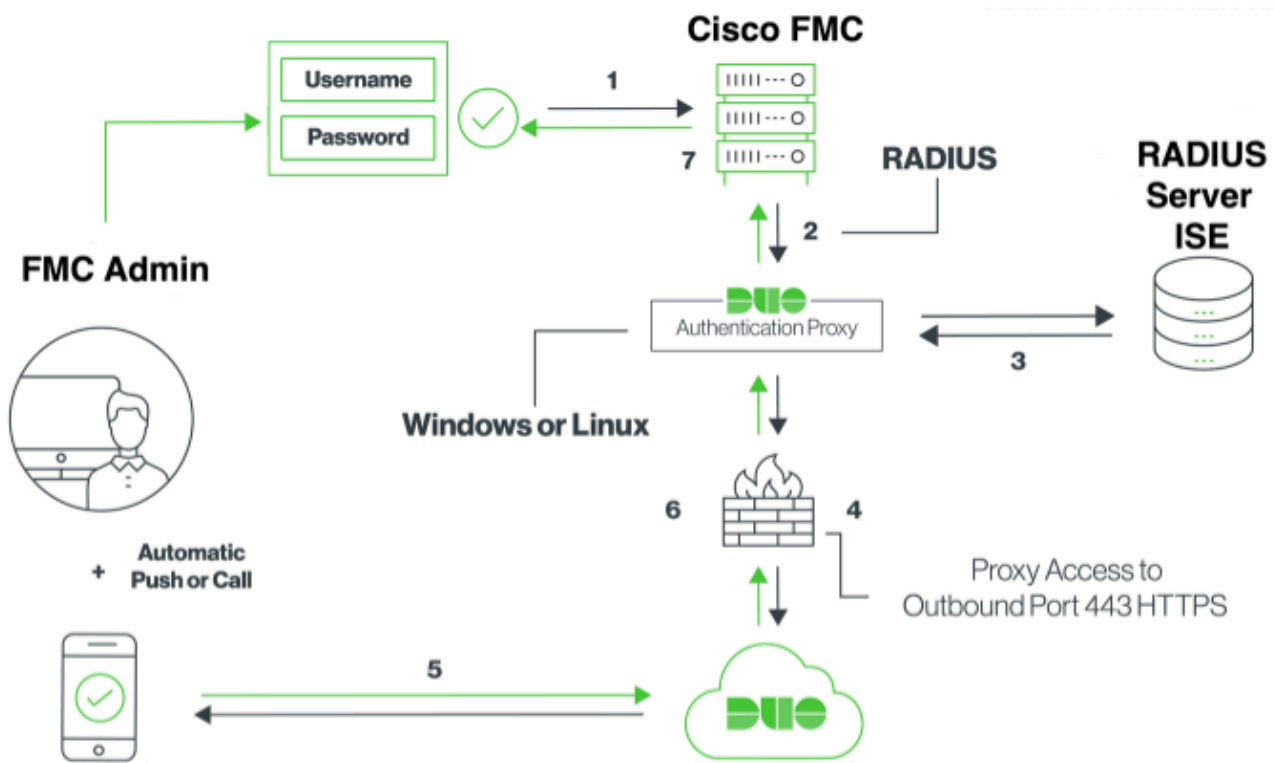 Cisco FMC
Username
Password
1
7
RADIUS
2
RADIUS
Server
ISE
FMC Admin
DUO
Authentication Proxy
3
Windows or Linux
6
4
Automatic
+ Push or Call
Proxy Access to
Outbound Port 443 HTTPS
5
DUO